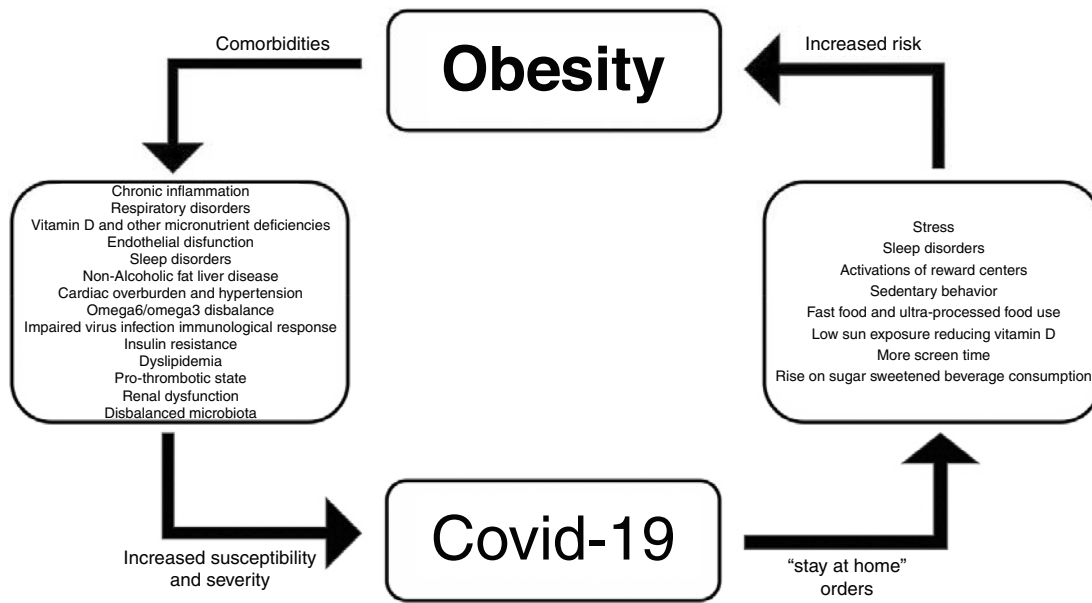 Comorbidities
Obesity
Increased risk
Chronic inflammation
Respiratory disorders
Vitamin D and other micronutrient deficiencies
Endothelial disfunction
Sleep disorders
Non-Alcoholic fat liver disease
Cardiac overburden and hypertension
Omega6/omega3 disbalance
Impaired virus infection immunological response
Insulin resistance
Dyslipidemia
Pro-thrombotic state
Renal dysfunction
Disbalanced microbiota
Stress
Sleep disorders
Activations of reward centers
Sedentary behavior
Fast food and ultra-processed food use
Low sun exposure reducing vitamin D
More screen time
Rise on sugar sweetened beverage consumption
Increased susceptibility
and severity
Covid-19
“stay at home”
orders